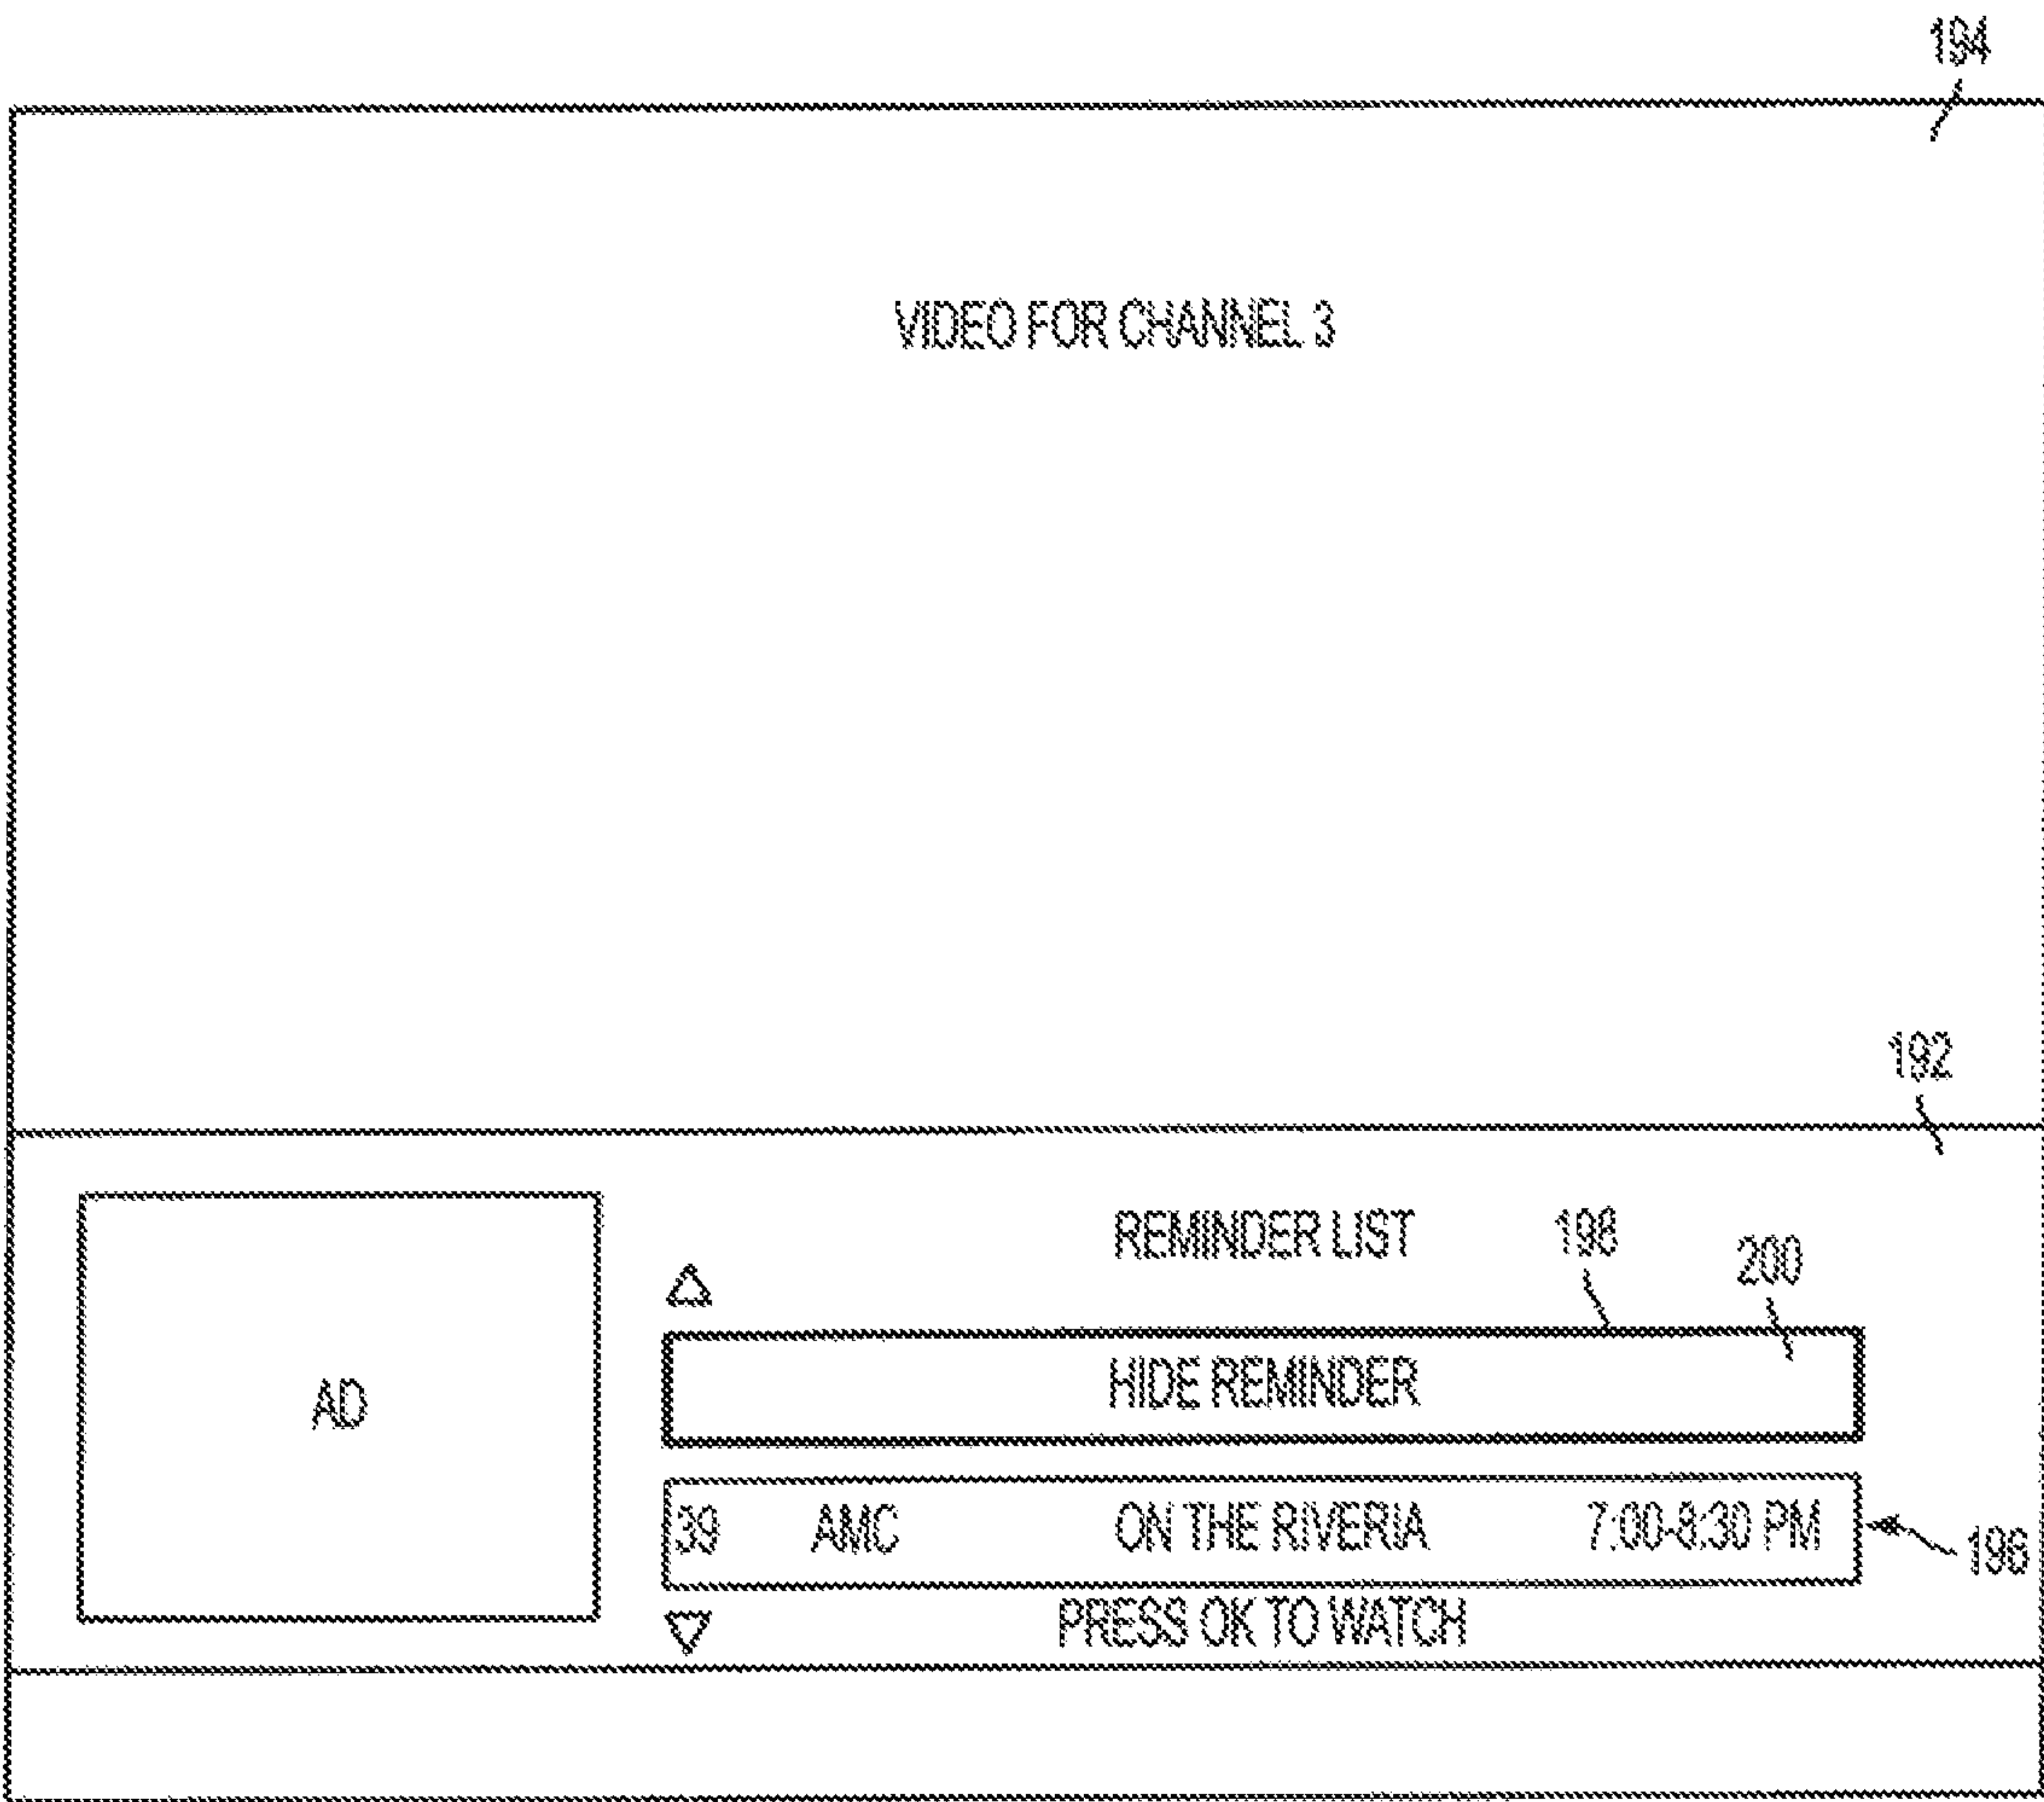 194
VIDEO FOR CHANNEL 3
192
REMINDER LIST
198
200
HIDE REMINDER
AD
39 AMC ON THE RIVERIA 7:00-8:30 PM
196
PRESS OK TO WATCH